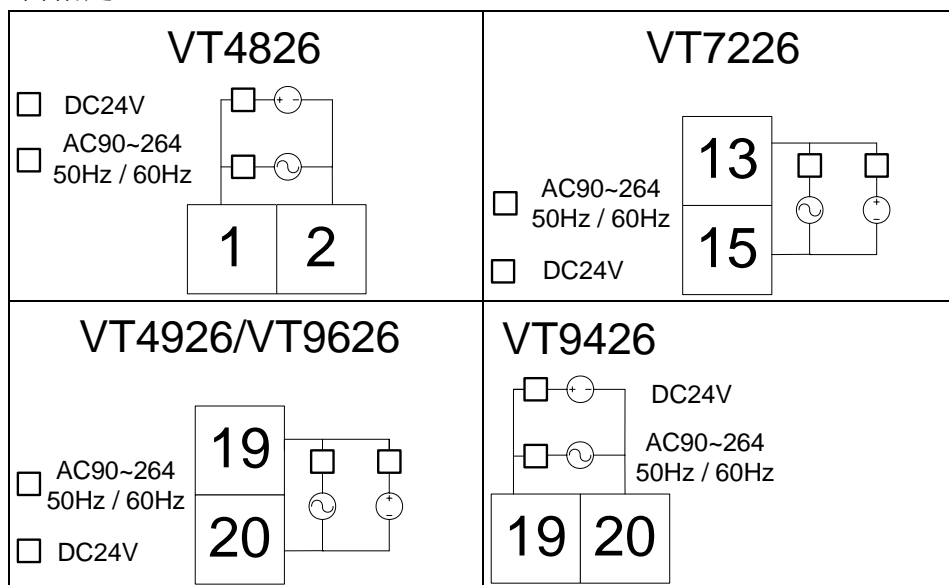 VT4826
DC24V
AC90~264
50Hz / 60Hz
+ -
1 2
VT7226
AC90~264
50Hz / 60Hz
DC24V
13
15
+
-
VT4926/VT9626
AC90~264
50Hz / 60Hz
DC24V
19
20
+
-
VT9426
+ -
DC24V
AC90~264
50Hz / 60Hz
19 20